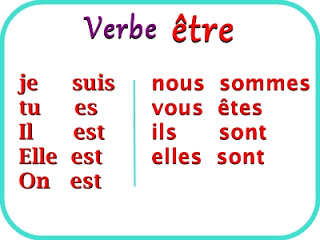 Verbe être
je suis
tu es
Il est
Elle est
On est
nous sommes
vous êtes
ils sont
elles sont